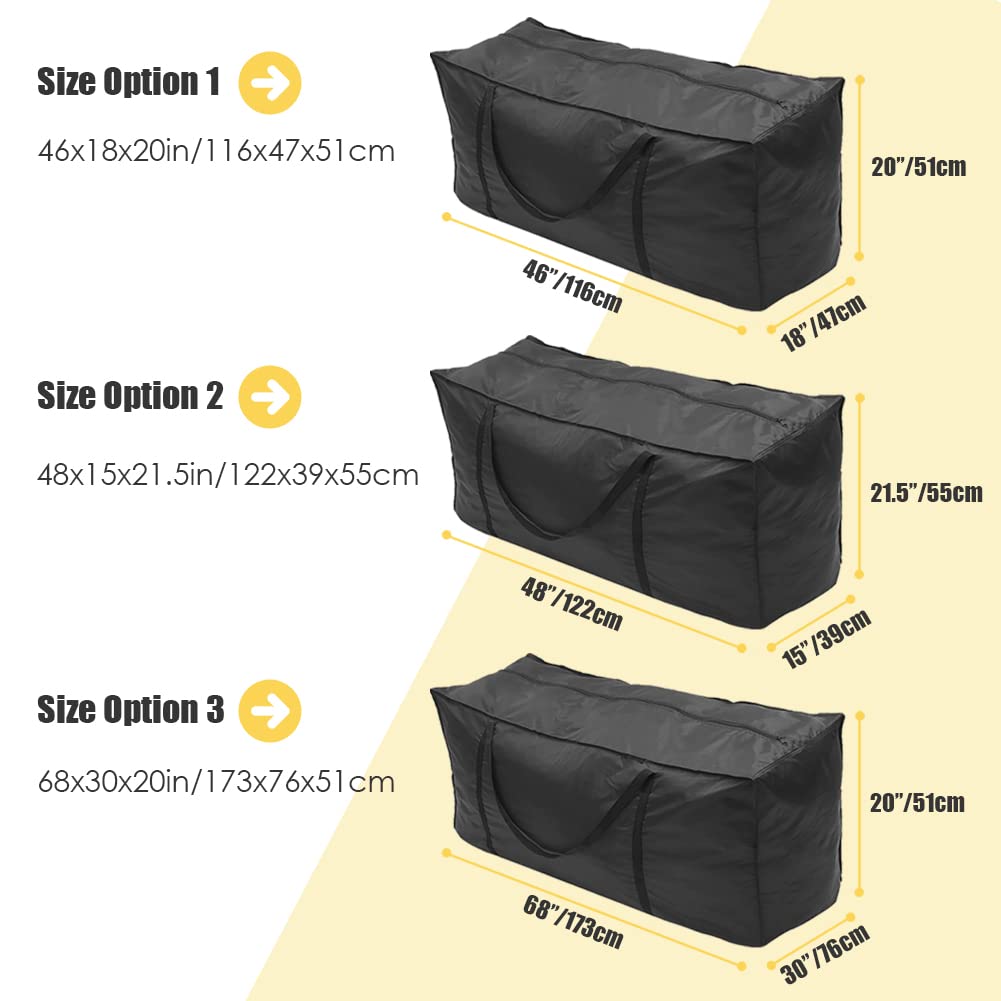 Size Option 1
46x18x20in/116x47x51cm
20”/51cm
46”/116cm
18”/47cm
Size Option 2
48x15x21.5in/122x39x55cm
21.5”/55cm
48”/122cm
15”/39cm
Size Option 3
68x30x20in/173x76x51cm
20”/51cm
68”/173cm
30”/76cm